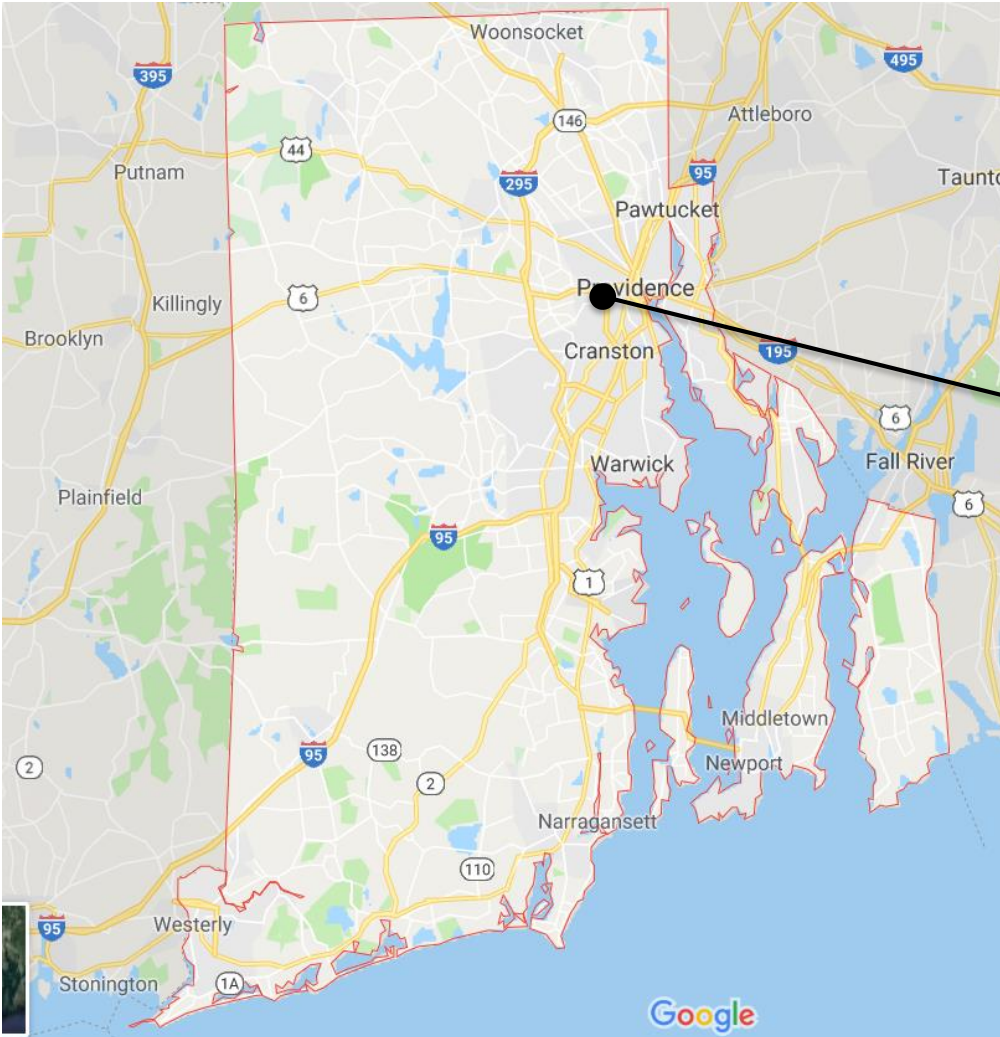 Woonsocket
495
395
Attleboro
146
44
Putnam
95
295
Taunto
Pawtucket
6
Providence
Killingly
Brooklyn
Cranston
195
6
Warwick
Fall River
Plainfield
6
95
1
Middletown
138
95
Newport
2
2
Narragansett
110
Westerly
95
Stonington
1A
Google